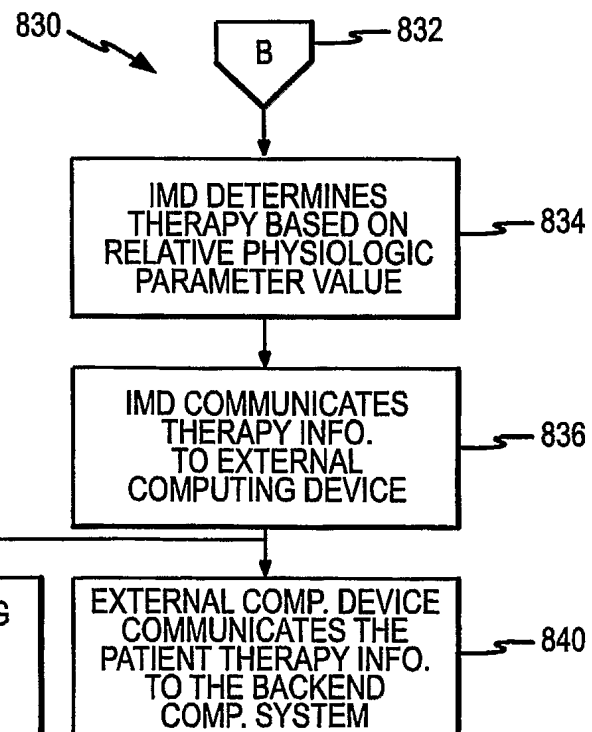 830
B
832
IMD DETERMINES
THERAPY BASED ON
RELATIVE PHYSIOLOGIC
PARAMETER VALUE
834
IMD COMMUNICATES
THERAPY INFO.
TO EXTERNAL
COMPUTING DEVICE
836
G
EXTERNAL COMP. DEVICE
COMMUNICATES THE
PATIENT THERAPY INFO.
TO THE BACKEND
COMP. SYSTEM
840